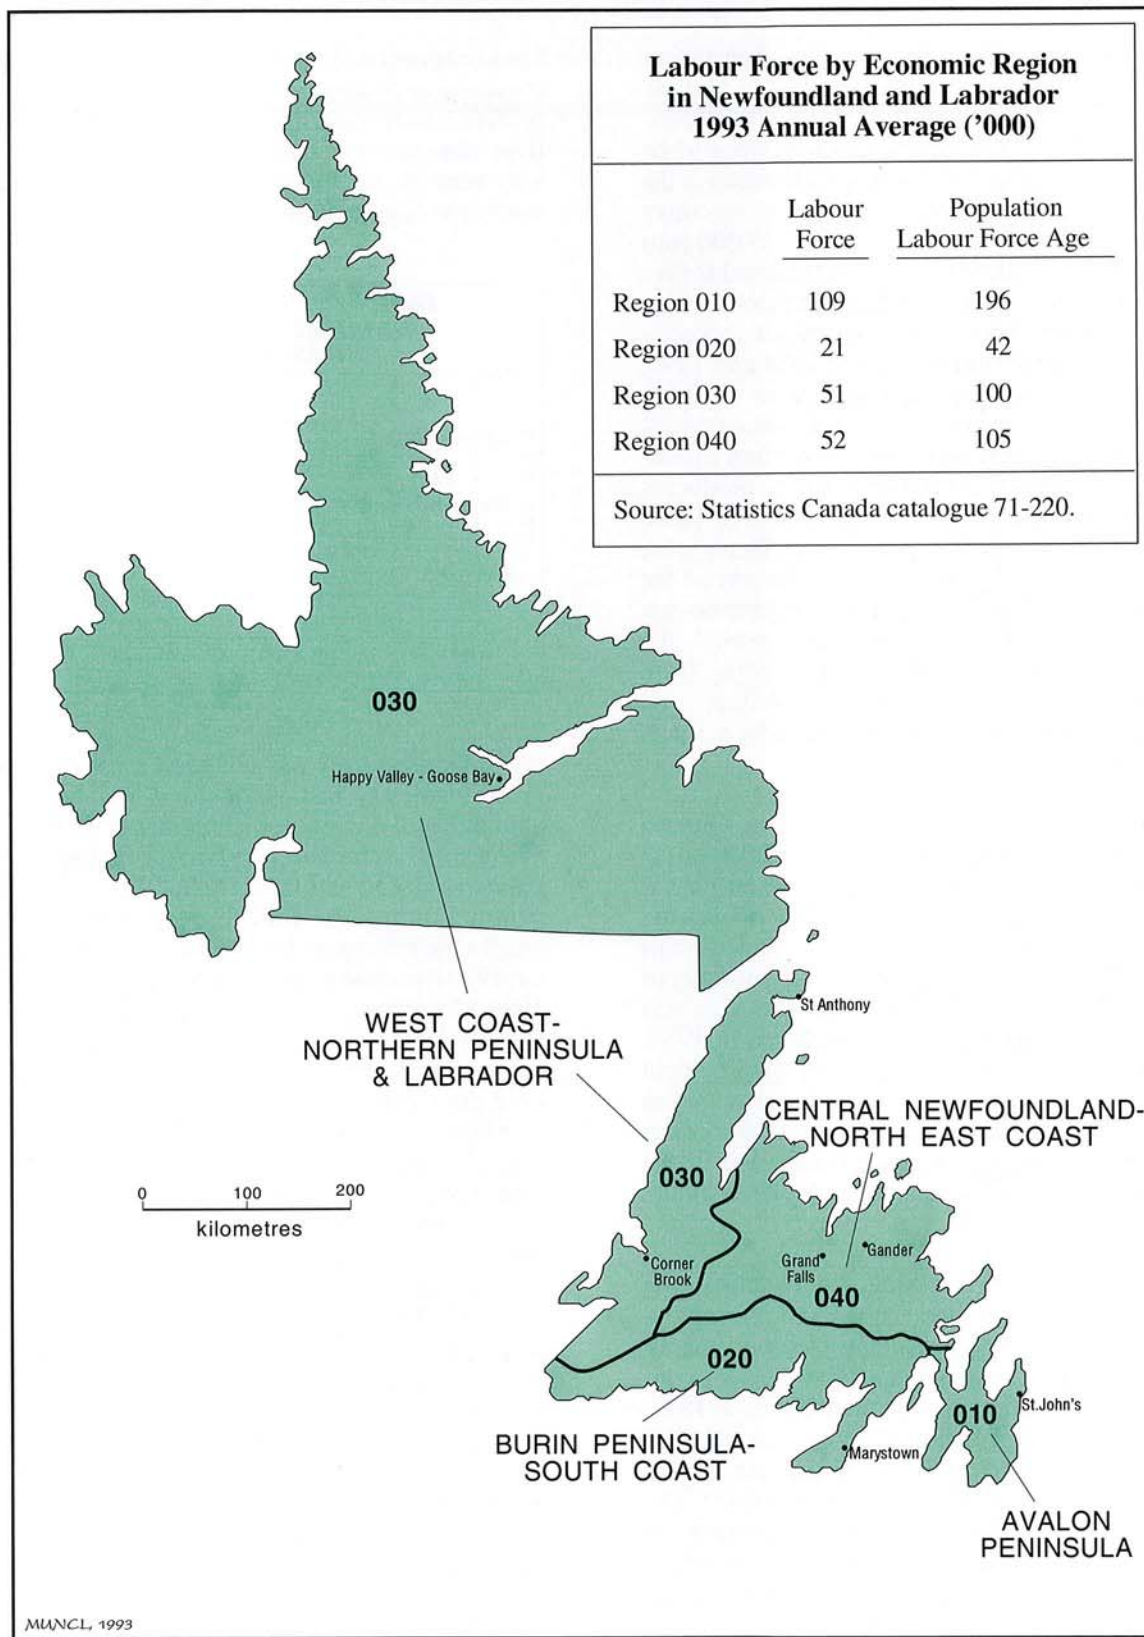 Labour Force by Economic Region
in Newfoundland and Labrador
1993 Annual Average ('000)
Labour Force
Population Labour Force Age
Region 010 109 196
Region 020 21 42
Region 030 51 100
Region 040 52 105
Source: Statistics Canada catalogue 71-220.
030
Happy Valley - Goose Bay
WEST COAST-
NORTHERN PENINSULA
& LABRADOR
St Anthony
CENTRAL NEWFOUNDLAND-
NORTH EAST COAST
030
0 100 200
kilometres
Corner
Brook
Grand
Falls
Gander
040
020
010
St.John's
Marystown
BURIN PENINSULA-
SOUTH COAST
AVALON
PENINSULA
MUNCL, 1993